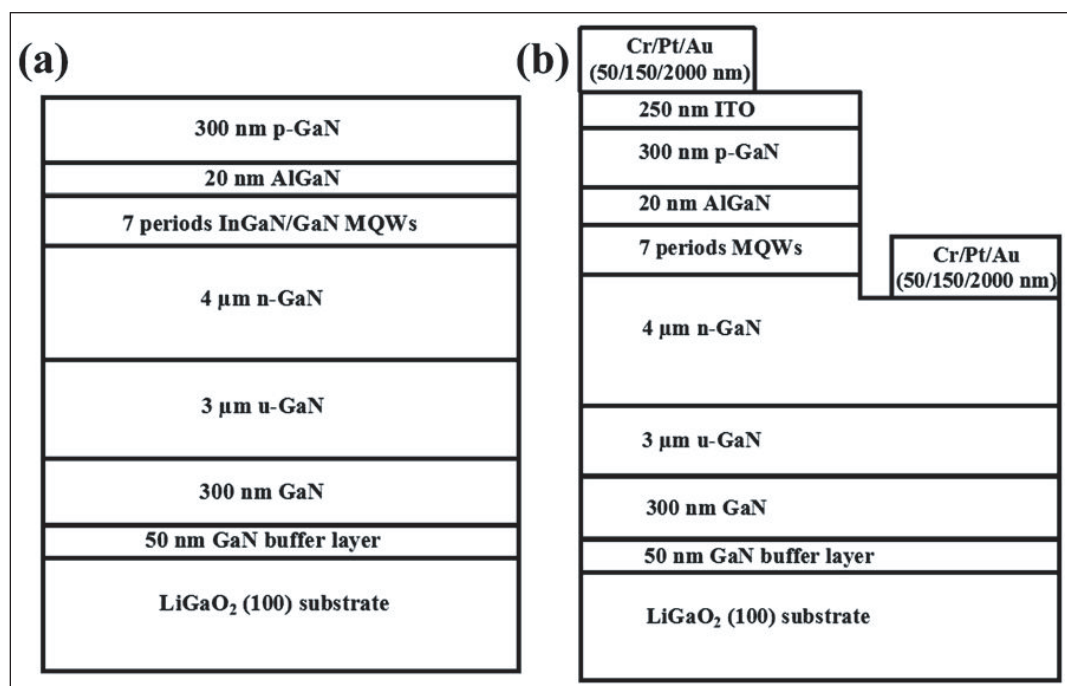 (a)
300 nm p-GaN
20 nm AlGaN
7 periods InGaN/GaN MQWs
4 µm n-GaN
3 µm u-GaN
300 nm GaN
50 nm GaN buffer layer
LiGaO₂ (100) substrate
(b)
Cr/Pt/Au
(50/150/2000 nm)
250 nm ITO
300 nm p-GaN
20 nm AlGaN
7 periods MQWs
Cr/Pt/Au
(50/150/2000 nm)
4 µm n-GaN
3 µm u-GaN
300 nm GaN
50 nm GaN buffer layer
LiGaO₂ (100) substrate